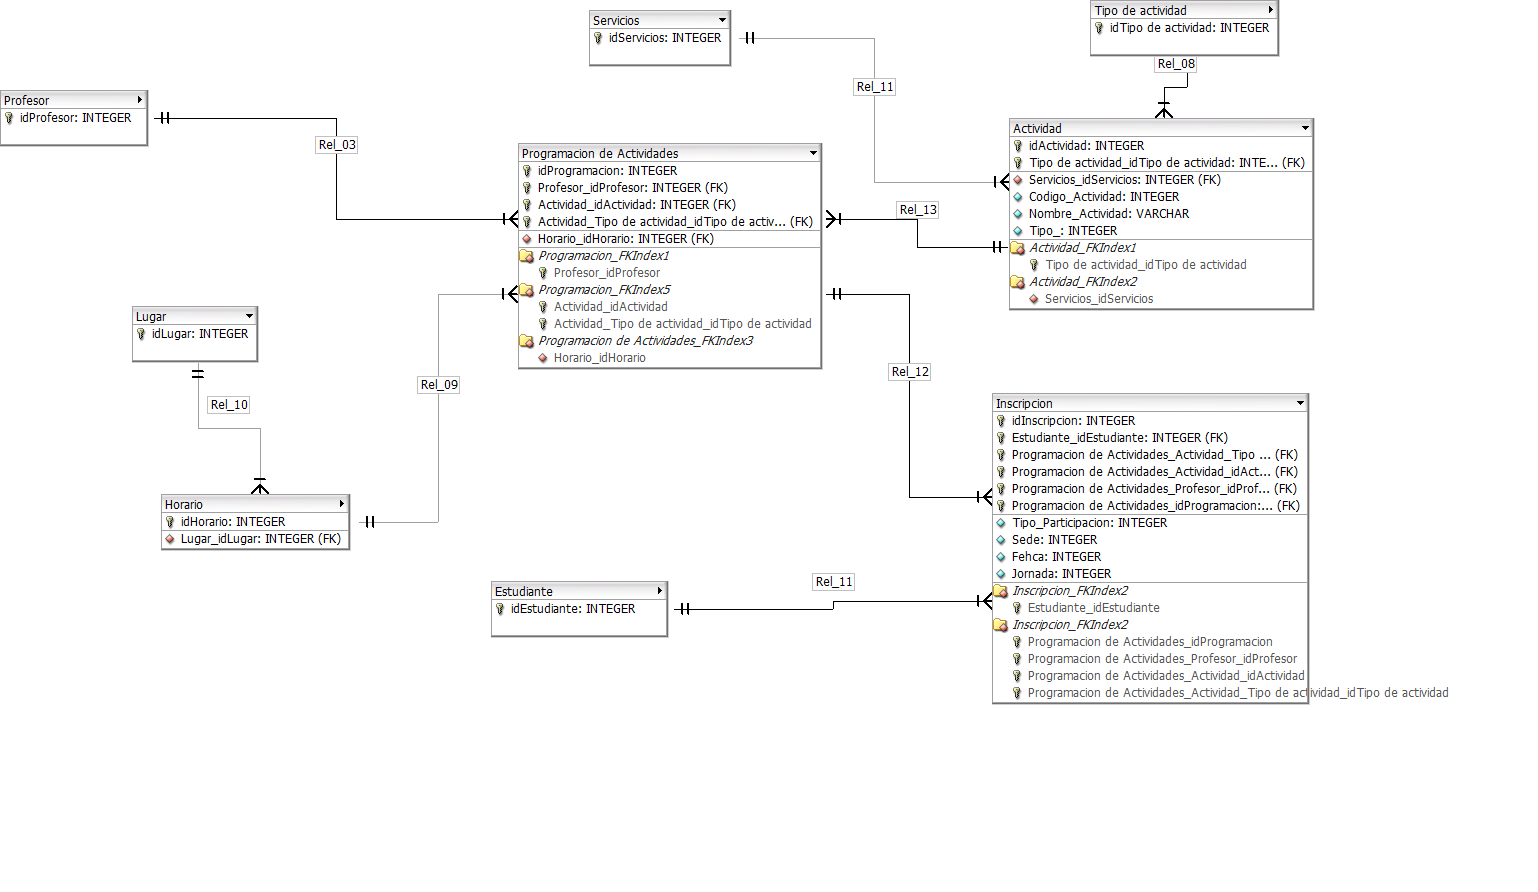 Servicios
idServicios: INTEGER
Tipo de actividad
idTipo de actividad: INTEGER
Rel_08
Rel_11
Profesor
idProfesor: INTEGER
Rel_03
Programacion de Actividades
idProgramacion: INTEGER
Profesor_idProfesor: INTEGER (FK)
Actividad_idActividad: INTEGER (FK)
Actividad_Tipo de actividad_idTipo de activ... (FK)
Horario_idHorario: INTEGER (FK)
Programacion_FKIndex1
Profesor_idProfesor
Programacion_FKIndex5
Actividad_idActividad
Actividad_Tipo de actividad_idTipo de actividad
Programacion de Actividades_FKIndex3
Horario_idHorario
Rel_13
Actividad
idActividad: INTEGER
Tipo de actividad_idTipo de actividad: INTE... (FK)
Servicios_idServicios: INTEGER (FK)
Codigo_Actividad: INTEGER
Nombre_Actividad: VARCHAR
Tipo_: INTEGER
Actividad_FKIndex1
Tipo de actividad_idTipo de actividad
Actividad_FKIndex2
Servicios_idServicios
Lugar
idLugar: INTEGER
Rel_10
Rel_09
Rel_12
Horario
idHorario: INTEGER
Lugar_idLugar: INTEGER (FK)
Inscripcion
idInscripcion: INTEGER
Estudiante_idEstudiante: INTEGER (FK)
Programacion de Actividades_Actividad_Tipo ... (FK)
Programacion de Actividades_Actividad_idAct... (FK)
Programacion de Actividades_Profesor_idProf... (FK)
Programacion de Actividades_idProgramacion:... (FK)
Tipo_Participacion: INTEGER
Sede: INTEGER
Fehca: INTEGER
Jornada: INTEGER
Inscripcion_FKIndex2
Estudiante_idEstudiante
Inscripcion_FKIndex2
Programacion de Actividades_idProgramacion
Programacion de Actividades_Profesor_idProfesor
Programacion de Actividades_Actividad_idActividad
Programacion de Actividades_Actividad_Tipo de actividad_idTipo de actividad
Estudiante
idEstudiante: INTEGER
Rel_11